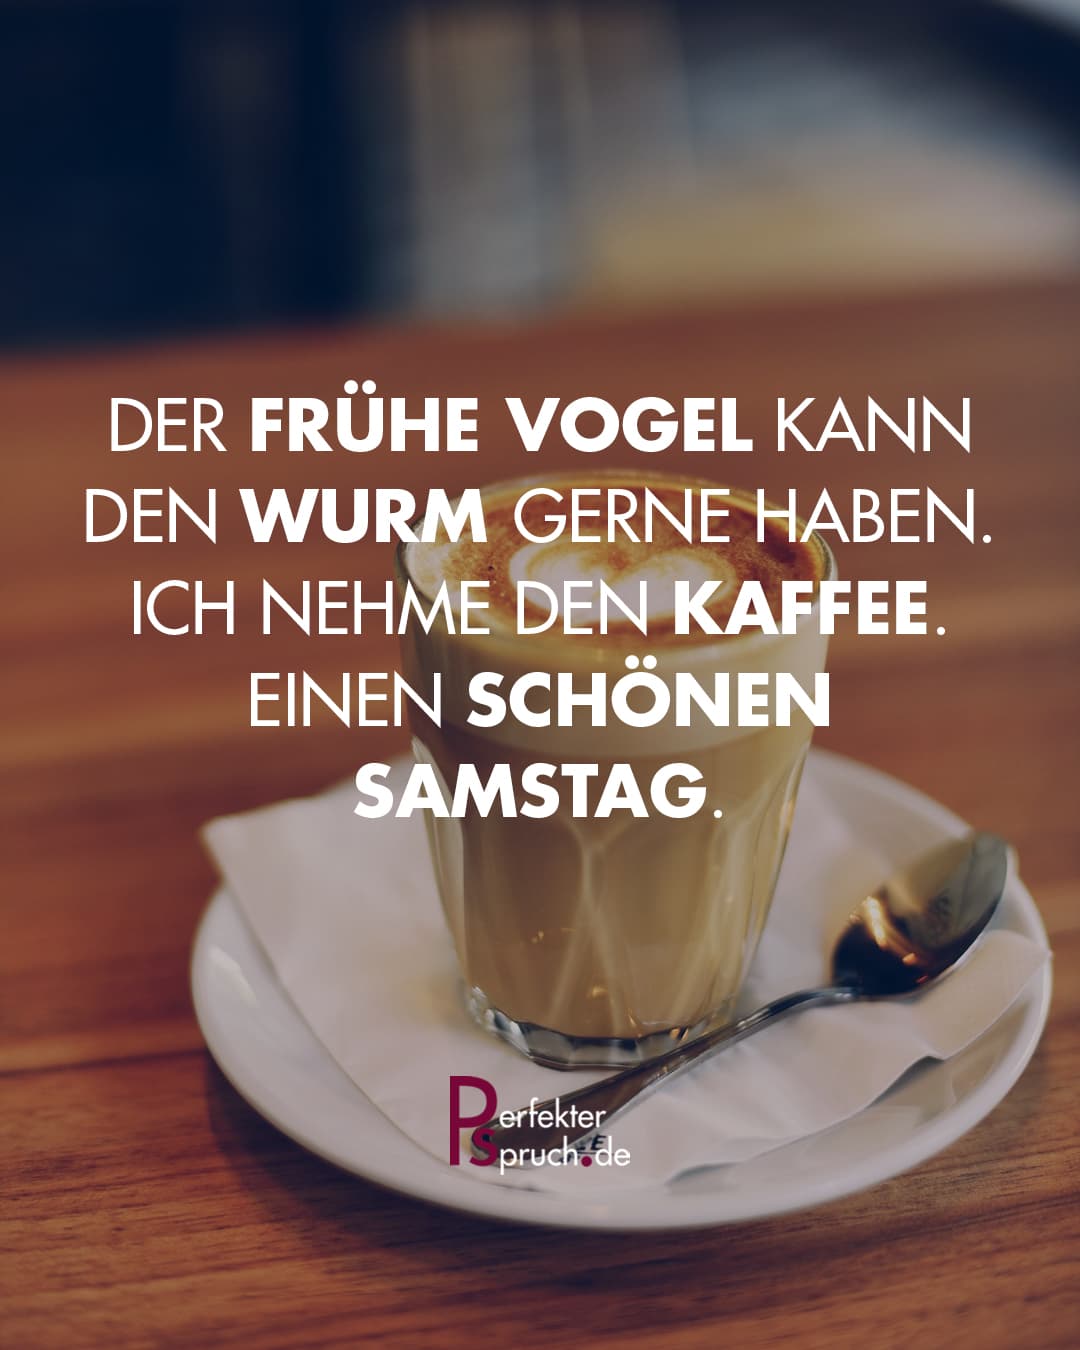 DER FRÜHE VOGEL KANN
DEN WURM GERNE HABEN.
ICH NEHME DEN KAFFEE.
EINEN SCHÖNEN
SAMSTAG.
Perfekter
Spruch.de